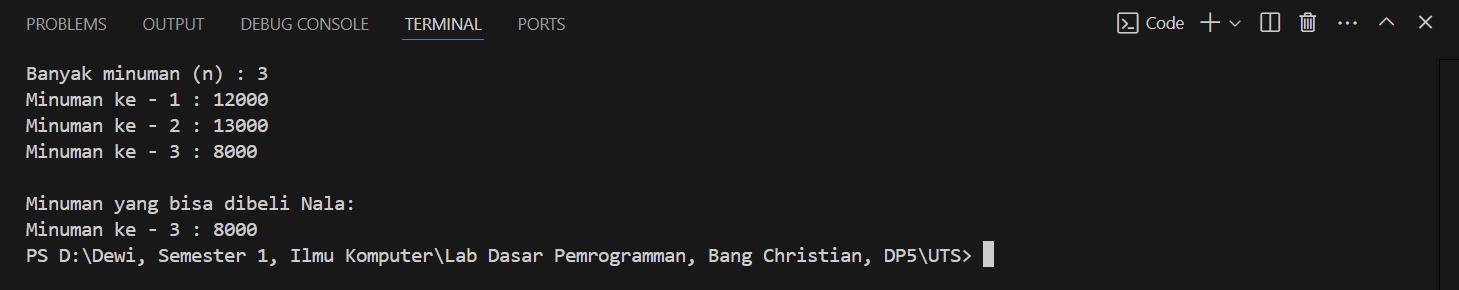 PROBLEMS OUTPUT DEBUG CONSOLE TERMINAL PORTS Code
Banyak minuman (n) : 3
Minuman ke - 1 : 12000
Minuman ke - 2 : 13000
Minuman ke - 3 : 8000
Minuman yang bisa dibeli Nala:
Minuman ke - 3 : 8000
PS D:\Dewi, Semester 1, Ilmu Komputer\Lab Dasar Pemrogramman, Bang Christian, DP5\UTS>